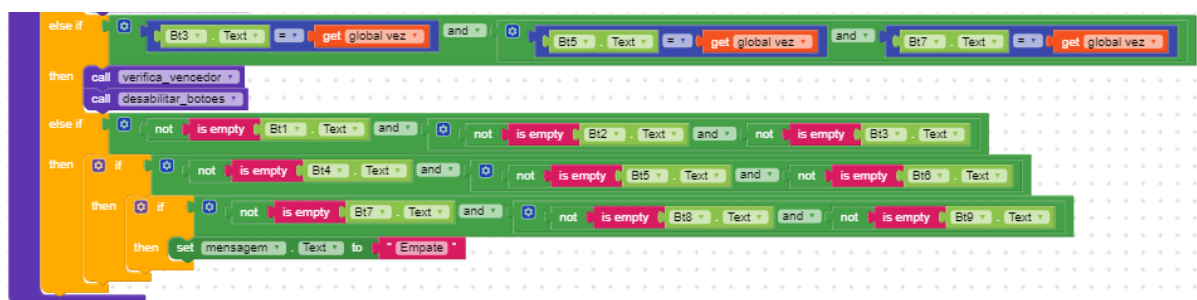 else if Bt3 . Text = get global vez and Bt5 . Text = get global vez and Bt7 . Text = get global vez
then call verifica_vencedor
call desabilitar_botoes
else if not is empty Bt1 . Text and not is empty Bt2 . Text and not is empty Bt3 . Text
then if not is empty Bt4 . Text and not is empty Bt5 . Text and not is empty Bt6 . Text
then if not is empty Bt7 . Text and not is empty Bt8 . Text and not is empty Bt9 . Text
then set mensagem . Text to " Empate "